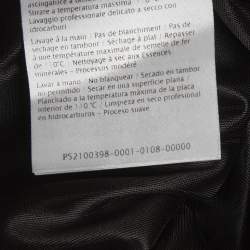 asciugatrice
Stirare a temperatura massima
Lavaggio professionale delicato a secco con
idrocarburi
Lavage à la main / Pas de blanchiment / Pas
de séchage en tambour / Séchage à plat / Repasser
à une température maximale de semelle de fer
de 110°C / Nettoyage à sec aux Essences
minérales - Processus modéré
Lavar a mano / No blanquear / Secado en tambor
no permitido / Secar en una superficie plana /
Planchado a la temperatura máxima de la placa
inferior de 110°C / Limpieza en seco profesional
en hidrocarburos - Proceso suave
PS2100398-0001-0108-00000